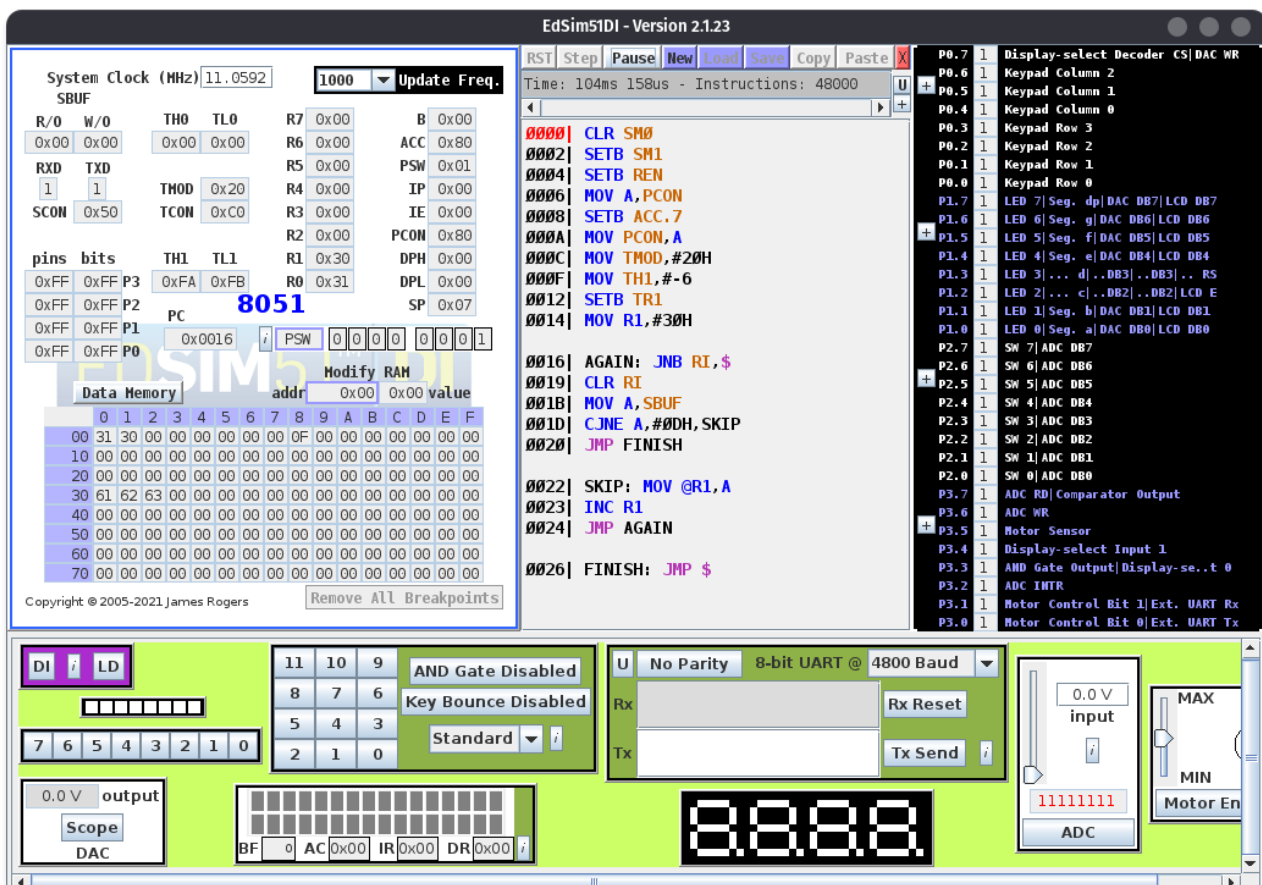 EdSim51DI - Version 2.1.23
System Clock (MHz) 11.0592 1000 Update Freq.
SBUF
R/O W/O TH0 TL0 R7 0x00 B 0x00
0x00 0x00 0x00 0x00 R6 0x00 ACC 0x80
RXD TXD R5 0x00 PSW 0x01
1 1 TMOD 0x20 R4 0x00 IP 0x00
SCON 0x50 TCON 0xC0 R3 0x00 IE 0x00
R2 0x00 PCON 0x80
pins bits TH1 TL1 R1 0x30 DPH 0x00
0xFF 0xFF P3 0xFA 0xFB R0 0x31 DPL 0x00
0xFF 0xFF P2 8051 SP 0x07
0xFF 0xFF P1 PC
0xFF 0xFF P0 0x0016 i PSW 0 0 0 0 0 0 0 1
EDSIM51DI
TM
Modify RAM
Data Memory addr 0x00 0x00 value
0 1 2 3 4 5 6 7 8 9 A B C D E F
00 31 30 00 00 00 00 00 00 0F 00 00 00 00 00 00 00
10 00 00 00 00 00 00 00 00 00 00 00 00 00 00 00 00
20 00 00 00 00 00 00 00 00 00 00 00 00 00 00 00 00
30 61 62 63 00 00 00 00 00 00 00 00 00 00 00 00 00
40 00 00 00 00 00 00 00 00 00 00 00 00 00 00 00 00
50 00 00 00 00 00 00 00 00 00 00 00 00 00 00 00 00
60 00 00 00 00 00 00 00 00 00 00 00 00 00 00 00 00
70 00 00 00 00 00 00 00 00 00 00 00 00 00 00 00 00
Copyright © 2005-2021 James Rogers Remove All Breakpoints
RST Step Pause New Load Save Copy Paste X
Time: 104ms 158us - Instructions: 48000 U
+
0000| CLR SM0
0002| SETB SM1
0004| SETB REN
0006| MOV A,PCON
0008| SETB ACC.7
000A| MOV PCON,A
000C| MOV TMOD,#20H
000F| MOV TH1,#-6
0012| SETB TR1
0014| MOV R1,#30H
0016| AGAIN: JNB RI,$
0019| CLR RI
001B| MOV A,SBUF
001D| CJNE A,#0DH,SKIP
0020| JMP FINISH
0022| SKIP: MOV @R1,A
0023| INC R1
0024| JMP AGAIN
0026| FINISH: JMP $
P0.7 1 Display-select Decoder CS|DAC WR
P0.6 1 Keypad Column 2
+ P0.5 1 Keypad Column 1
P0.4 1 Keypad Column 0
P0.3 1 Keypad Row 3
P0.2 1 Keypad Row 2
P0.1 1 Keypad Row 1
P0.0 1 Keypad Row 0
P1.7 1 LED 7|Seg. dp|DAC DB7|LCD DB7
P1.6 1 LED 6|Seg. g|DAC DB6|LCD DB6
+ P1.5 1 LED 5|Seg. f|DAC DB5|LCD DB5
P1.4 1 LED 4|Seg. e|DAC DB4|LCD DB4
P1.3 1 LED 3|... d|..DB3|..DB3|.. RS
P1.2 1 LED 2|... c|..DB2|..DB2|LCD E
P1.1 1 LED 1|Seg. b|DAC DB1|LCD DB1
P1.0 1 LED 0|Seg. a|DAC DB0|LCD DB0
P2.7 1 SW 7|ADC DB7
P2.6 1 SW 6|ADC DB6
+ P2.5 1 SW 5|ADC DB5
P2.4 1 SW 4|ADC DB4
P2.3 1 SW 3|ADC DB3
P2.2 1 SW 2|ADC DB2
P2.1 1 SW 1|ADC DB1
P2.0 1 SW 0|ADC DB0
P3.7 1 ADC RD|Comparator Output
P3.6 1 ADC WR
+ P3.5 1 Motor Sensor
P3.4 1 Display-select Input 1
P3.3 1 AND Gate Output|Display-se..t 0
P3.2 1 ADC INTR
P3.1 1 Motor Control Bit 1|Ext. UART Rx
P3.0 1 Motor Control Bit 0|Ext. UART Tx
DI i LD
7 6 5 4 3 2 1 0
0.0 V output
Scope
DAC
11 10 9
8 7 6
5 4 3
2 1 0
AND Gate Disabled
Key Bounce Disabled
Standard i
BF 0 AC 0x00 IR 0x00 DR 0x00 i
U No Parity 8-bit UART @ 4800 Baud
Rx Rx Reset
Tx Tx Send i
8.8.8.8.
0.0 V
input
i
11111111
ADC
MAX
MIN
Motor En